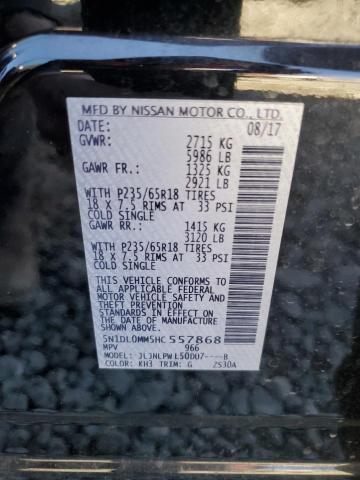 MFD BY NISSAN MOTOR CO., LTD.
DATE: 08/17
GVWR: 2715 KG
5986 LB
GAWR FR.: 1325 KG
2921 LB
WITH P235/65R18 TIRES
18 X 7.5 RIMS AT 33 PSI
COLD SINGLE
GAWR RR.: 1415 KG
3120 LB
WITH P235/65R18 TIRES
18 X 7.5 RIMS AT 33 PSI
COLD SINGLE
THIS VEHICLE CONFORMS TO ALL
APPLICABLE U.S. FEDERAL
MOTOR VEHICLE SAFETY AND
THEFT PREVENTION STANDARDS
IN EFFECT ON THE
DATE OF MANUFACTURE
SHOWN ABOVE.
5N1DL0MM5HC557868
MPV 966
MODEL: JLJNLPWL50DU7----B
COLOR: KH3 TRIM: G 2530A